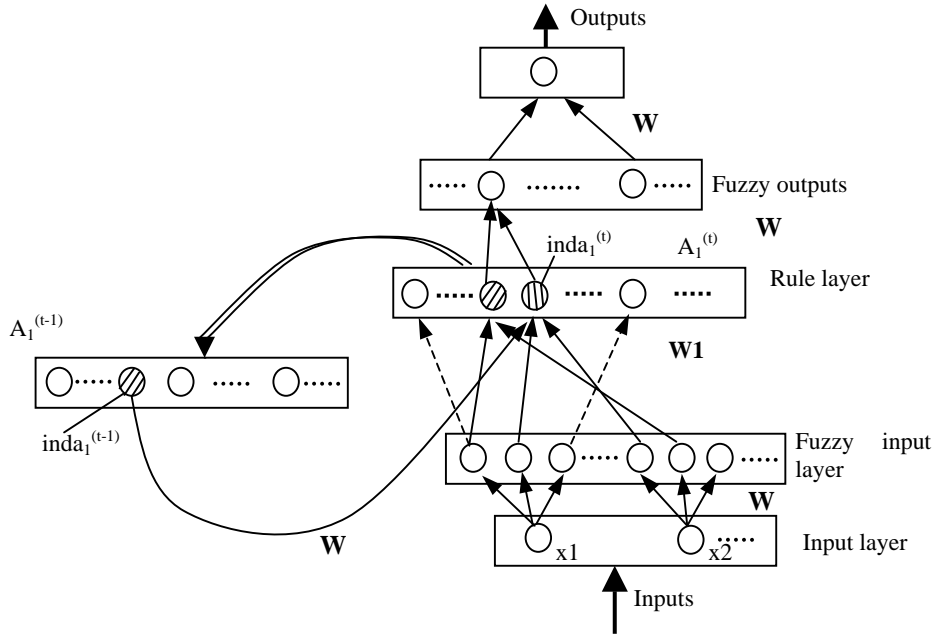 Outputs
W
Fuzzy outputs
W
inda₁⁽ᵗ⁾
A₁⁽ᵗ⁾
Rule layer
A₁⁽ᵗ⁻¹⁾
W1
inda₁⁽ᵗ⁻¹⁾
Fuzzy input
layer
W
W
x1
x2
Input layer
Inputs